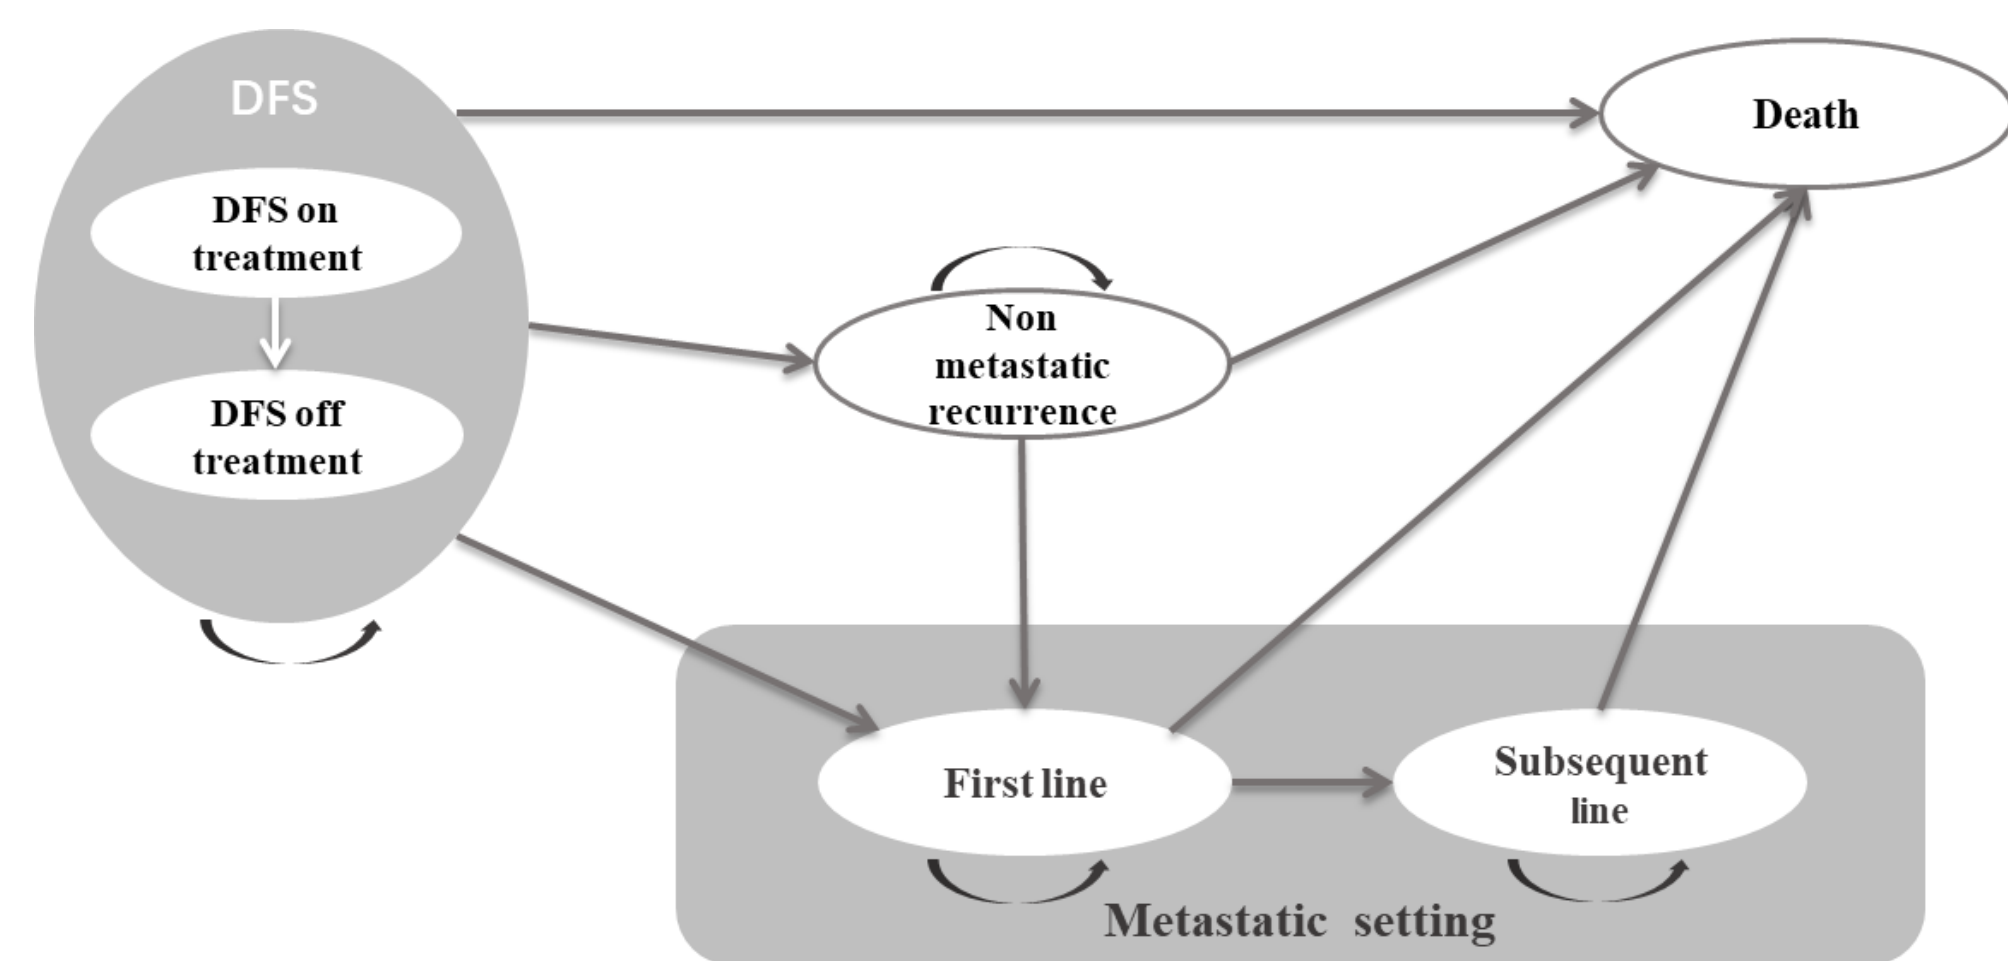 DFS
DFS on
treatment
DFS off
treatment
Death
Non
metastatic
recurrence
First line
Subsequent
line
Metastatic setting